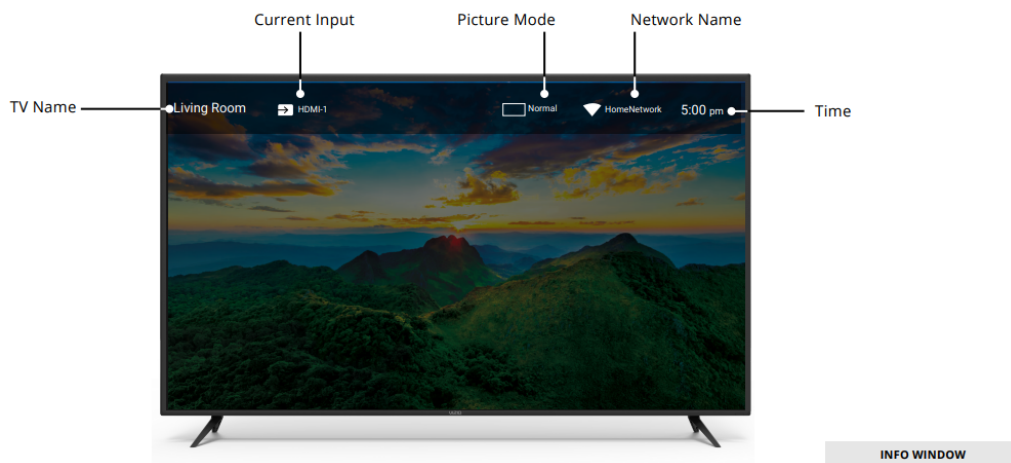 Current Input
Picture Mode
Network Name
TV Name
Living Room
HDMI-1
Normal
HomeNetwork
5:00 pm
Time
INFO WINDOW